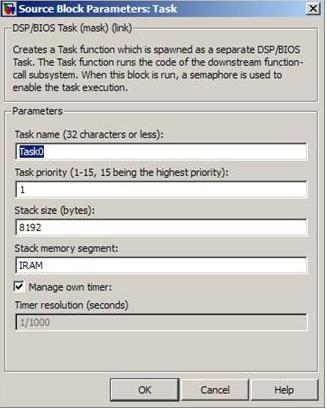 Source Block Parameters: Task
DSP/BIOS Task (mask) (link)
Creates a Task function which is spawned as a separate DSP/BIOS
Task. The Task function runs the code of the downstream function-
call subsystem. When this block is run, a semaphore is used to
enable the task execution.
Parameters
Task name (32 characters or less):
Task0
Task priority (1-15, 15 being the highest priority):
1
Stack size (bytes):
8192
Stack memory segment:
IRAM
Manage own timer:
Timer resolution (seconds)
1/1000
OK
Cancel
Help